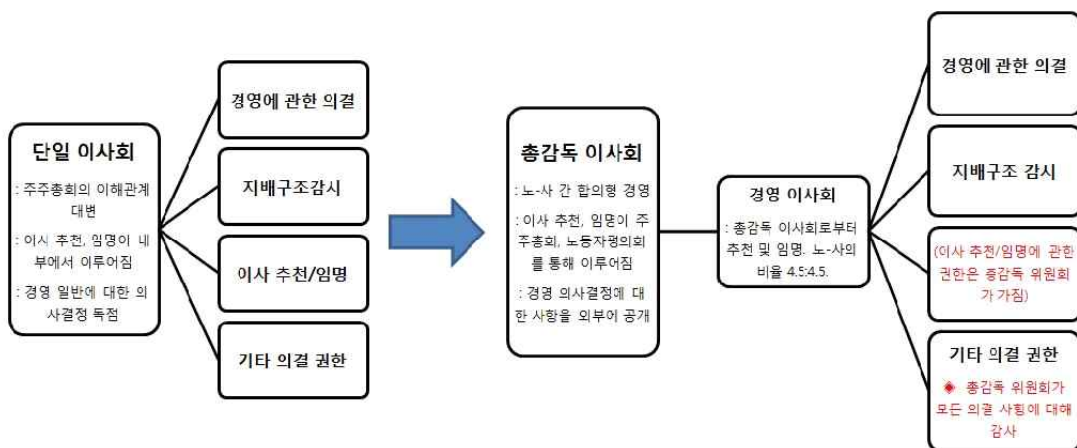 단일 이사회
: 주주총회의 이해관계
대변
: 이사 추천, 임명이 내
부에서 이루어짐
: 경영 일반에 대한 의
사결정 독점
경영에 관한 의결
지배구조감시
이사 추천/임명
기타 의결 권한
총감독 이사회
: 노-사 간 합의형 경영
: 이사 추천, 임명이 주
주총회, 노동자평의회
를 통해 이루어짐
: 경영 의사결정에 대
한 사항을 외부에 공개
경영 이사회
: 총감독 이사회로부터
추천 및 임명. 노-사의
비율 4.5:4.5.
경영에 관한 의결
지배구조 감시
(이사 추천/임명에 관한
권한은 총감독 위원회
가 가짐)
기타 의결 권한
◈ 총감독 위원회가
모든 의결 사항에 대해
감사